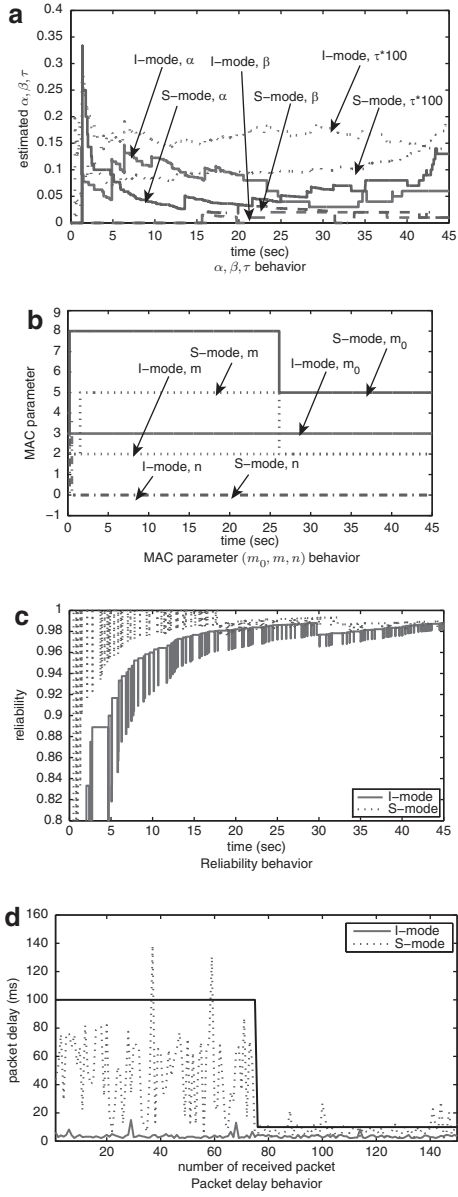 a
0.4
0.35
0.3
0.25
0.2
0.15
0.1
0.05
0
estimated α, β, τ
I−mode, α
I−mode, β
I−mode, τ*100
S−mode, α
S−mode, β
S−mode, τ*100
0 5 10 15 20 25 30 35 40 45
time (sec)
α, β, τ behavior
b
9
8
7
6
5
4
3
2
1
0
−1
MAC parameter
S−mode, m
I−mode, m₀
I−mode, m
S−mode, m₀
I−mode, n
S−mode, n
0 5 10 15 20 25 30 35 40 45
time (sec)
MAC parameter (m₀, m, n) behavior
c
1
0.98
0.96
0.94
0.92
0.9
0.88
0.86
0.84
0.82
0.8
reliability
I−mode
S−mode
0 5 10 15 20 25 30 35 40 45
time (sec)
Reliability behavior
d
160
140
120
100
80
60
40
20
0
packet delay (ms)
I−mode
S−mode
20 40 60 80 100 120 140
number of received packet
Packet delay behavior